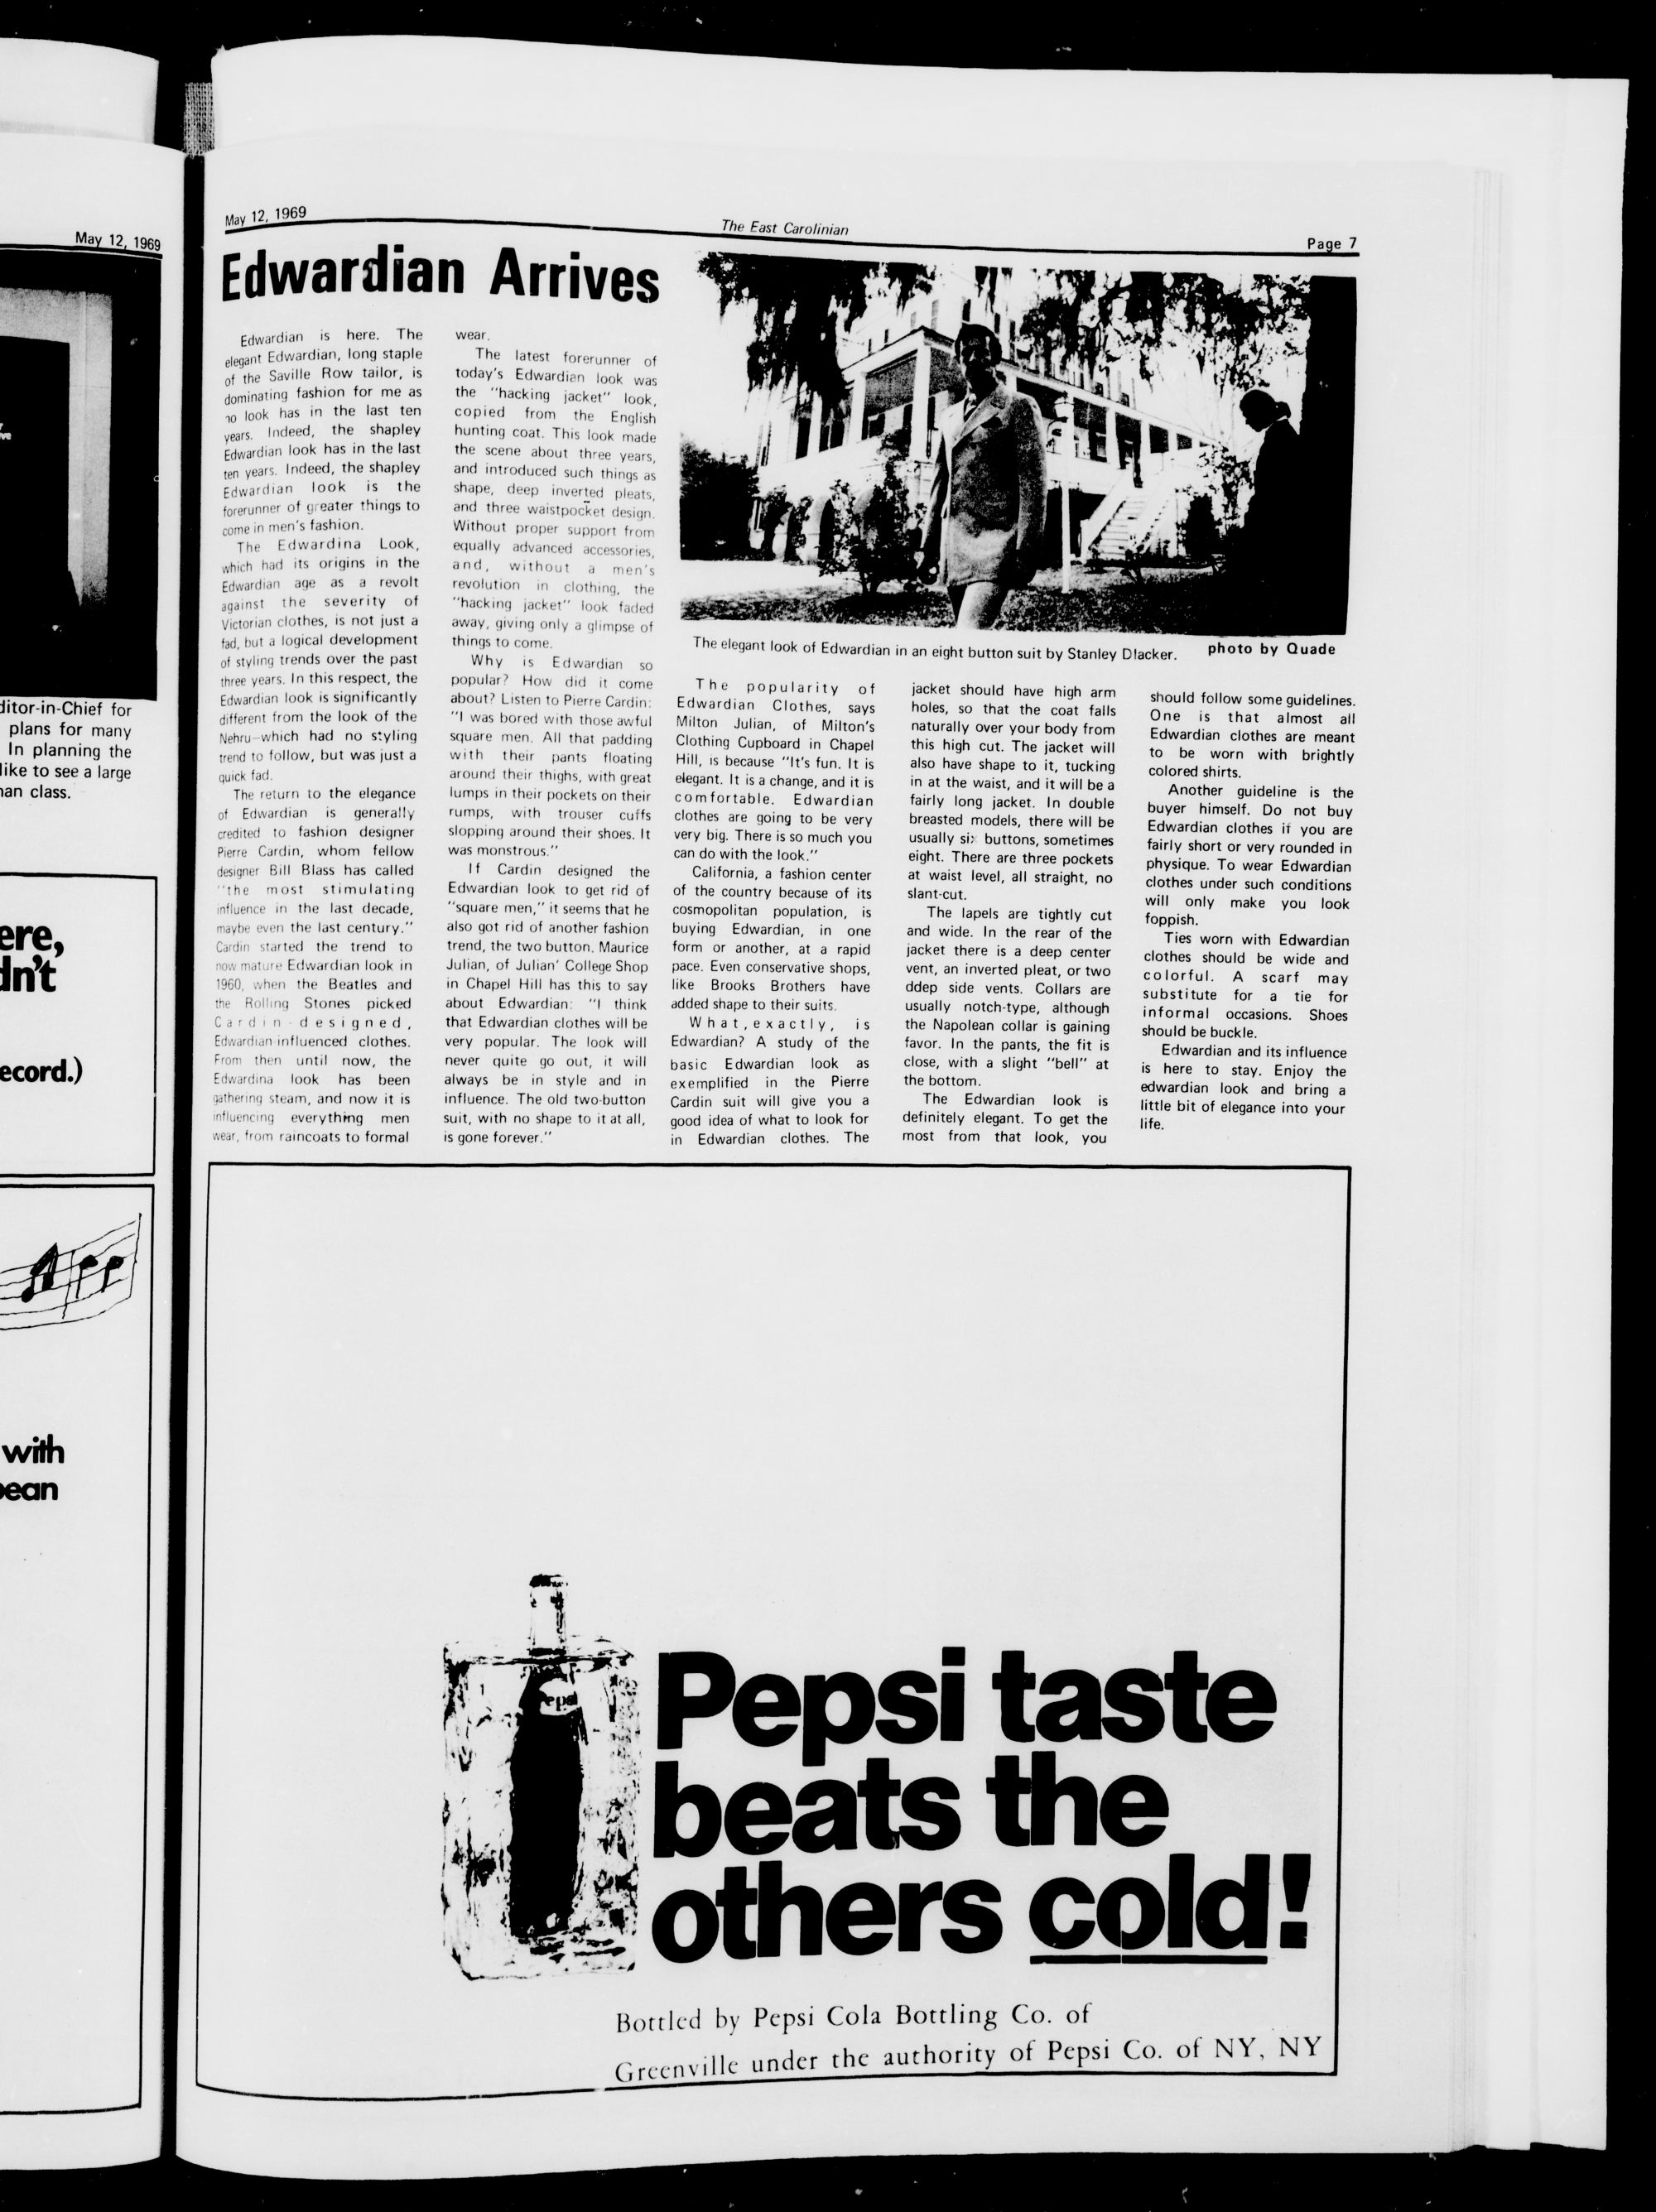 May 12, 1969
ditor-in-Chief for
plans for many
In planning the
like to see a large
nan class.
ere,
dn't
ecord.)
with
pean
May 12, 1969
The East Carolinian
Page 7
Edwardian Arrives
Edwardian is here. The
elegant Edwardian, long staple
of the Saville Row tailor, is
dominating fashion for me as
no look has in the last ten
years. Indeed, the shapley
Edwardian look has in the last
ten years. Indeed, the shapley
Edwardian look is the
forerunner of greater things to
come in men's fashion.
The Edwardina Look,
which had its origins in the
Edwardian age as a revolt
against the severity of
Victorian clothes, is not just a
fad, but a logical development
of styling trends over the past
three years. In this respect, the
Edwardian look is significantly
different from the look of the
Nehru-which had no styling
trend to follow, but was just a
quick fad.
The return to the elegance
of Edwardian is generally
credited to fashion designer
Pierre Cardin, whom fellow
designer Bill Blass has called
"the most stimulating
influence in the last decade,
maybe even the last century."
Cardin started the trend to
now mature Edwardian look in
1960, when the Beatles and
the Rolling Stones picked
Cardin-designed,
Edwardian-influenced clothes.
From then until now, the
Edwardina look has been
gathering steam, and now it is
influencing everything men
wear, from raincoats to formal
wear.
The latest forerunner of
today's Edwardian look was
the "hacking jacket" look,
copied from the English
hunting coat. This look made
the scene about three years,
and introduced such things as
shape, deep inverted pleats,
and three waistpocket design.
Without proper support from
equally advanced accessories,
and, without a men's
revolution in clothing, the
"hacking jacket" look faded
away, giving only a glimpse of
things to come.
Why is Edwardian so
popular? How did it come
about? Listen to Pierre Cardin:
"I was bored with those awful
square men. All that padding
with their pants floating
around their thighs, with great
lumps in their pockets on their
rumps, with trouser cuffs
slopping around their shoes. It
was monstrous."
If Cardin designed the
Edwardian look to get rid of
"square men," it seems that he
also got rid of another fashion
trend, the two button. Maurice
Julian, of Julian' College Shop
in Chapel Hill has this to say
about Edwardian: "I think
that Edwardian clothes will be
very popular. The look will
never quite go out, it will
always be in style and in
influence. The old two-button
suit, with no shape to it at all,
is gone forever."
The elegant look of Edwardian in an eight button suit by Stanley Dlacker.
photo by Quade
The popularity of
Edwardian Clothes, says
Milton Julian, of Milton's
Clothing Cupboard in Chapel
Hill, is because "It's fun. It is
elegant. It is a change, and it is
comfortable. Edwardian
clothes are going to be very
very big. There is so much you
can do with the look."
California, a fashion center
of the country because of its
cosmopolitan population, is
buying Edwardian, in one
form or another, at a rapid
pace. Even conservative shops,
like Brooks Brothers have
added shape to their suits.
What, exactly, is
Edwardian? A study of the
basic Edwardian look as
exemplified in the Pierre
Cardin suit will give you a
good idea of what to look for
in Edwardian clothes. The
jacket should have high arm
holes, so that the coat falls
naturally over your body from
this high cut. The jacket will
also have shape to it, tucking
in at the waist, and it will be a
fairly long jacket. In double
breasted models, there will be
usually six buttons, sometimes
eight. There are three pockets
at waist level, all straight, no
slant-cut.
The lapels are tightly cut
and wide. In the rear of the
jacket there is a deep center
vent, an inverted pleat, or two
ddep side vents. Collars are
usually notch-type, although
the Napolean collar is gaining
favor. In the pants, the fit is
close, with a slight "bell" at
the bottom.
The Edwardian look is
definitely elegant. To get the
most from that look, you
should follow some guidelines.
One is that almost all
Edwardian clothes are meant
to be worn with brightly
colored shirts.
Another guideline is the
buyer himself. Do not buy
Edwardian clothes if you are
fairly short or very rounded in
physique. To wear Edwardian
clothes under such conditions
will only make you look
foppish.
Ties worn with Edwardian
clothes should be wide and
colorful. A scarf may
substitute for a tie for
informal occasions. Shoes
should be buckle.
Edwardian and its influence
is here to stay. Enjoy the
edwardian look and bring a
little bit of elegance into your
life.
Pepsi taste
beats the
others cold!
Bottled by Pepsi Cola Bottling Co. of
Greenville under the authority of Pepsi Co. of NY, NY